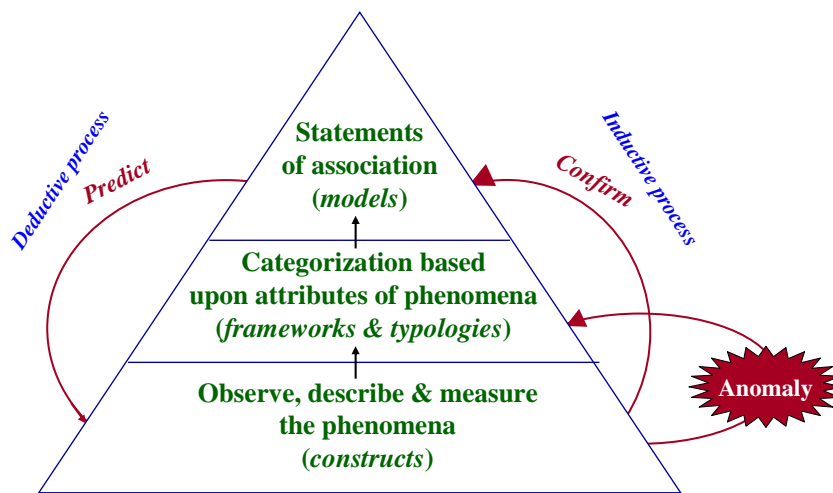 Deductive process
Predict
Statements
of association
(models)
Confirm
Inductive process
Categorization based
upon attributes of phenomena
(frameworks & typologies)
Observe, describe & measure
the phenomena
(constructs)
Anomaly